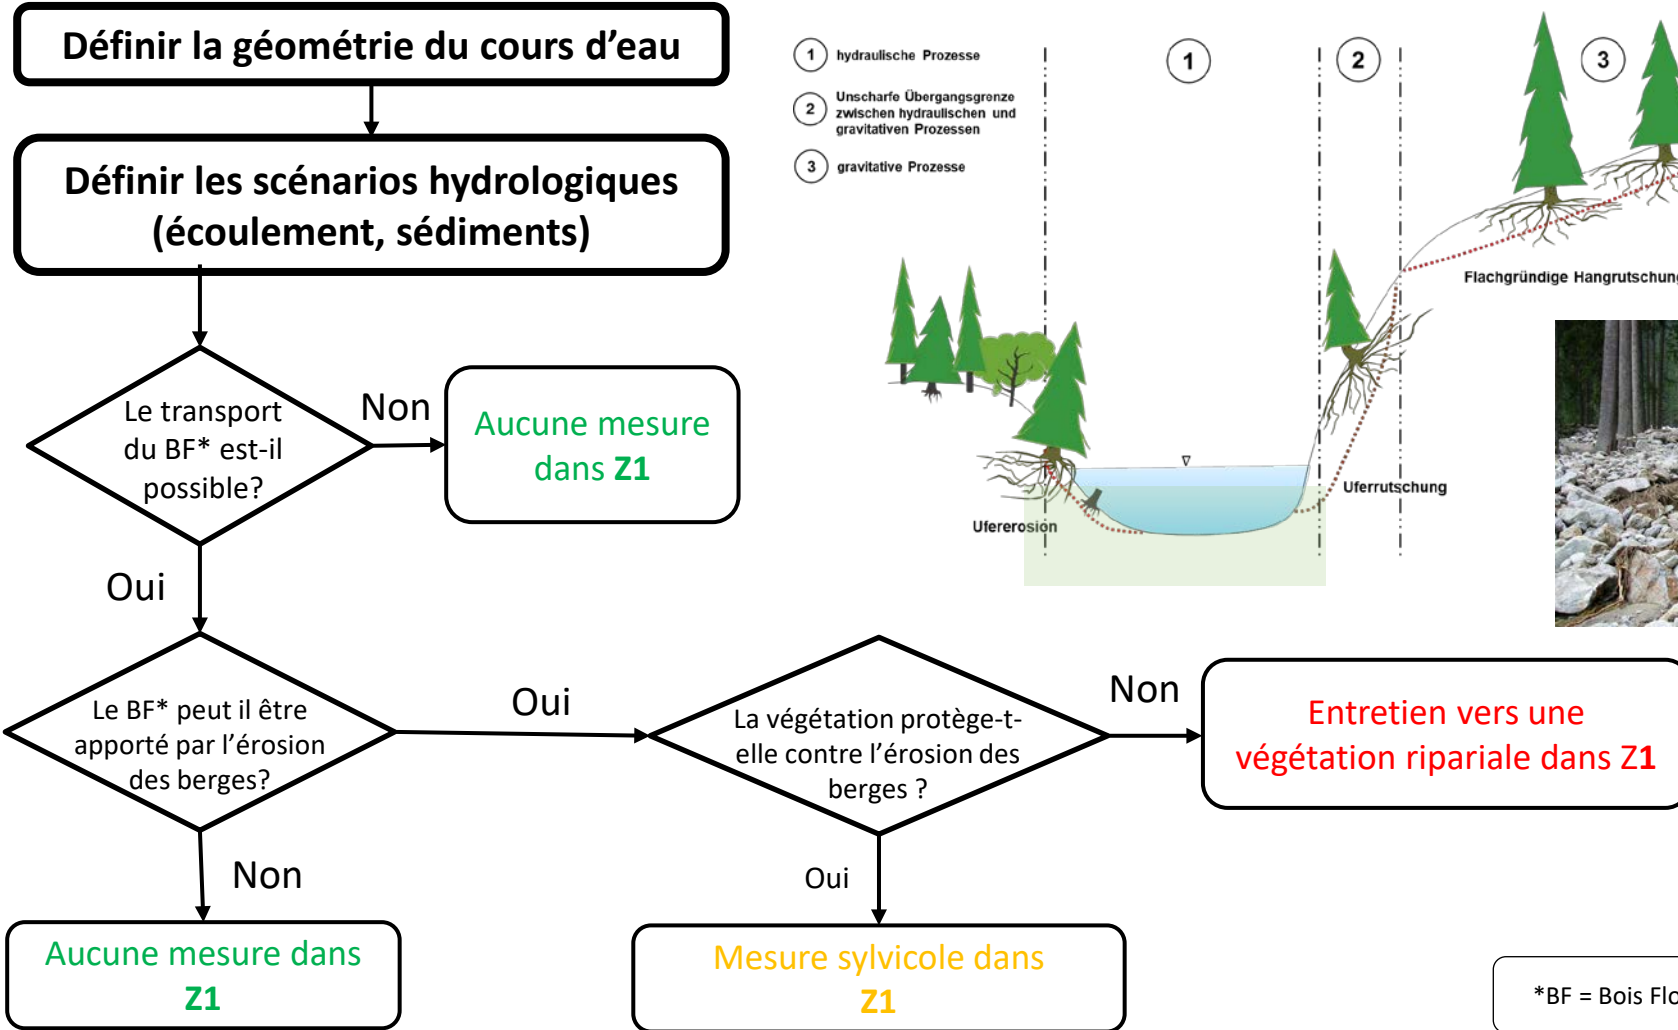 Définir la géométrie du cours d'eau
Définir les scénarios hydrologiques
(écoulement, sédiments)
Le transport
du BF* est-il
possible?
Non
Aucune mesure
dans Z1
Oui
Le BF* peut il être
apporté par l'érosion
des berges?
Oui
La végétation protège-t-
elle contre l'érosion des
berges ?
Non
Entretien vers une
végétation ripariale dans Z1
Non
Aucune mesure dans
Z1
Oui
Mesure sylvicole dans
Z1
1 hydraulische Prozesse
2 Unscharfe Übergangsgrenze
zwischen hydraulischen und
gravitativen Prozessen
3 gravitative Prozesse
1
2
3
Flachgründige Hangrutschung
Uferrutschung
Ufererosion
*BF = Bois